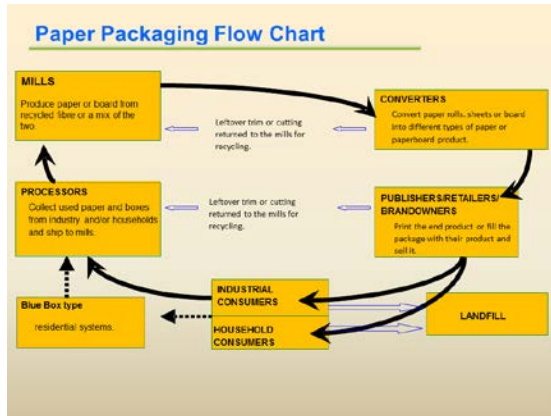 Paper Packaging Flow Chart
MILLS
Produce paper or board from
recycled fibre or a mix of the
two.
Leftover trim or cutting
returned to the mills for
recycling.
CONVERTERS
Convert paper rolls, sheets or board
into different types of paper or
paperboard product.
PROCESSORS
Collect used paper and boxes
from industry and/or households
and ship to mills.
Leftover trim or cutting
returned to the mills for
recycling.
PUBLISHERS/RETAILERS/
BRANDOWNERS
Print the end product or fill the
package with their product and
sell it.
Blue Box type
residential systems.
INDUSTRIAL
CONSUMERS
HOUSEHOLD
CONSUMERS
LANDFILL